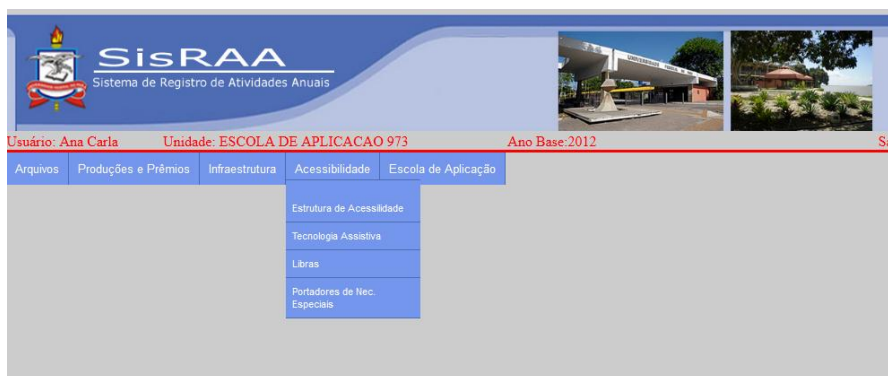 SisRAA
Sistema de Registro de Atividades Anuais
Usuário: Ana Carla Unidade: ESCOLA DE APLICACAO 973 Ano Base:2012 Sa
Arquivos Produções e Prêmios Infraestrutura Acessibilidade Escola de Aplicação
Estrutura de Acessilidade
Tecnologia Assistiva
Libras
Portadores de Nec.
Especiais